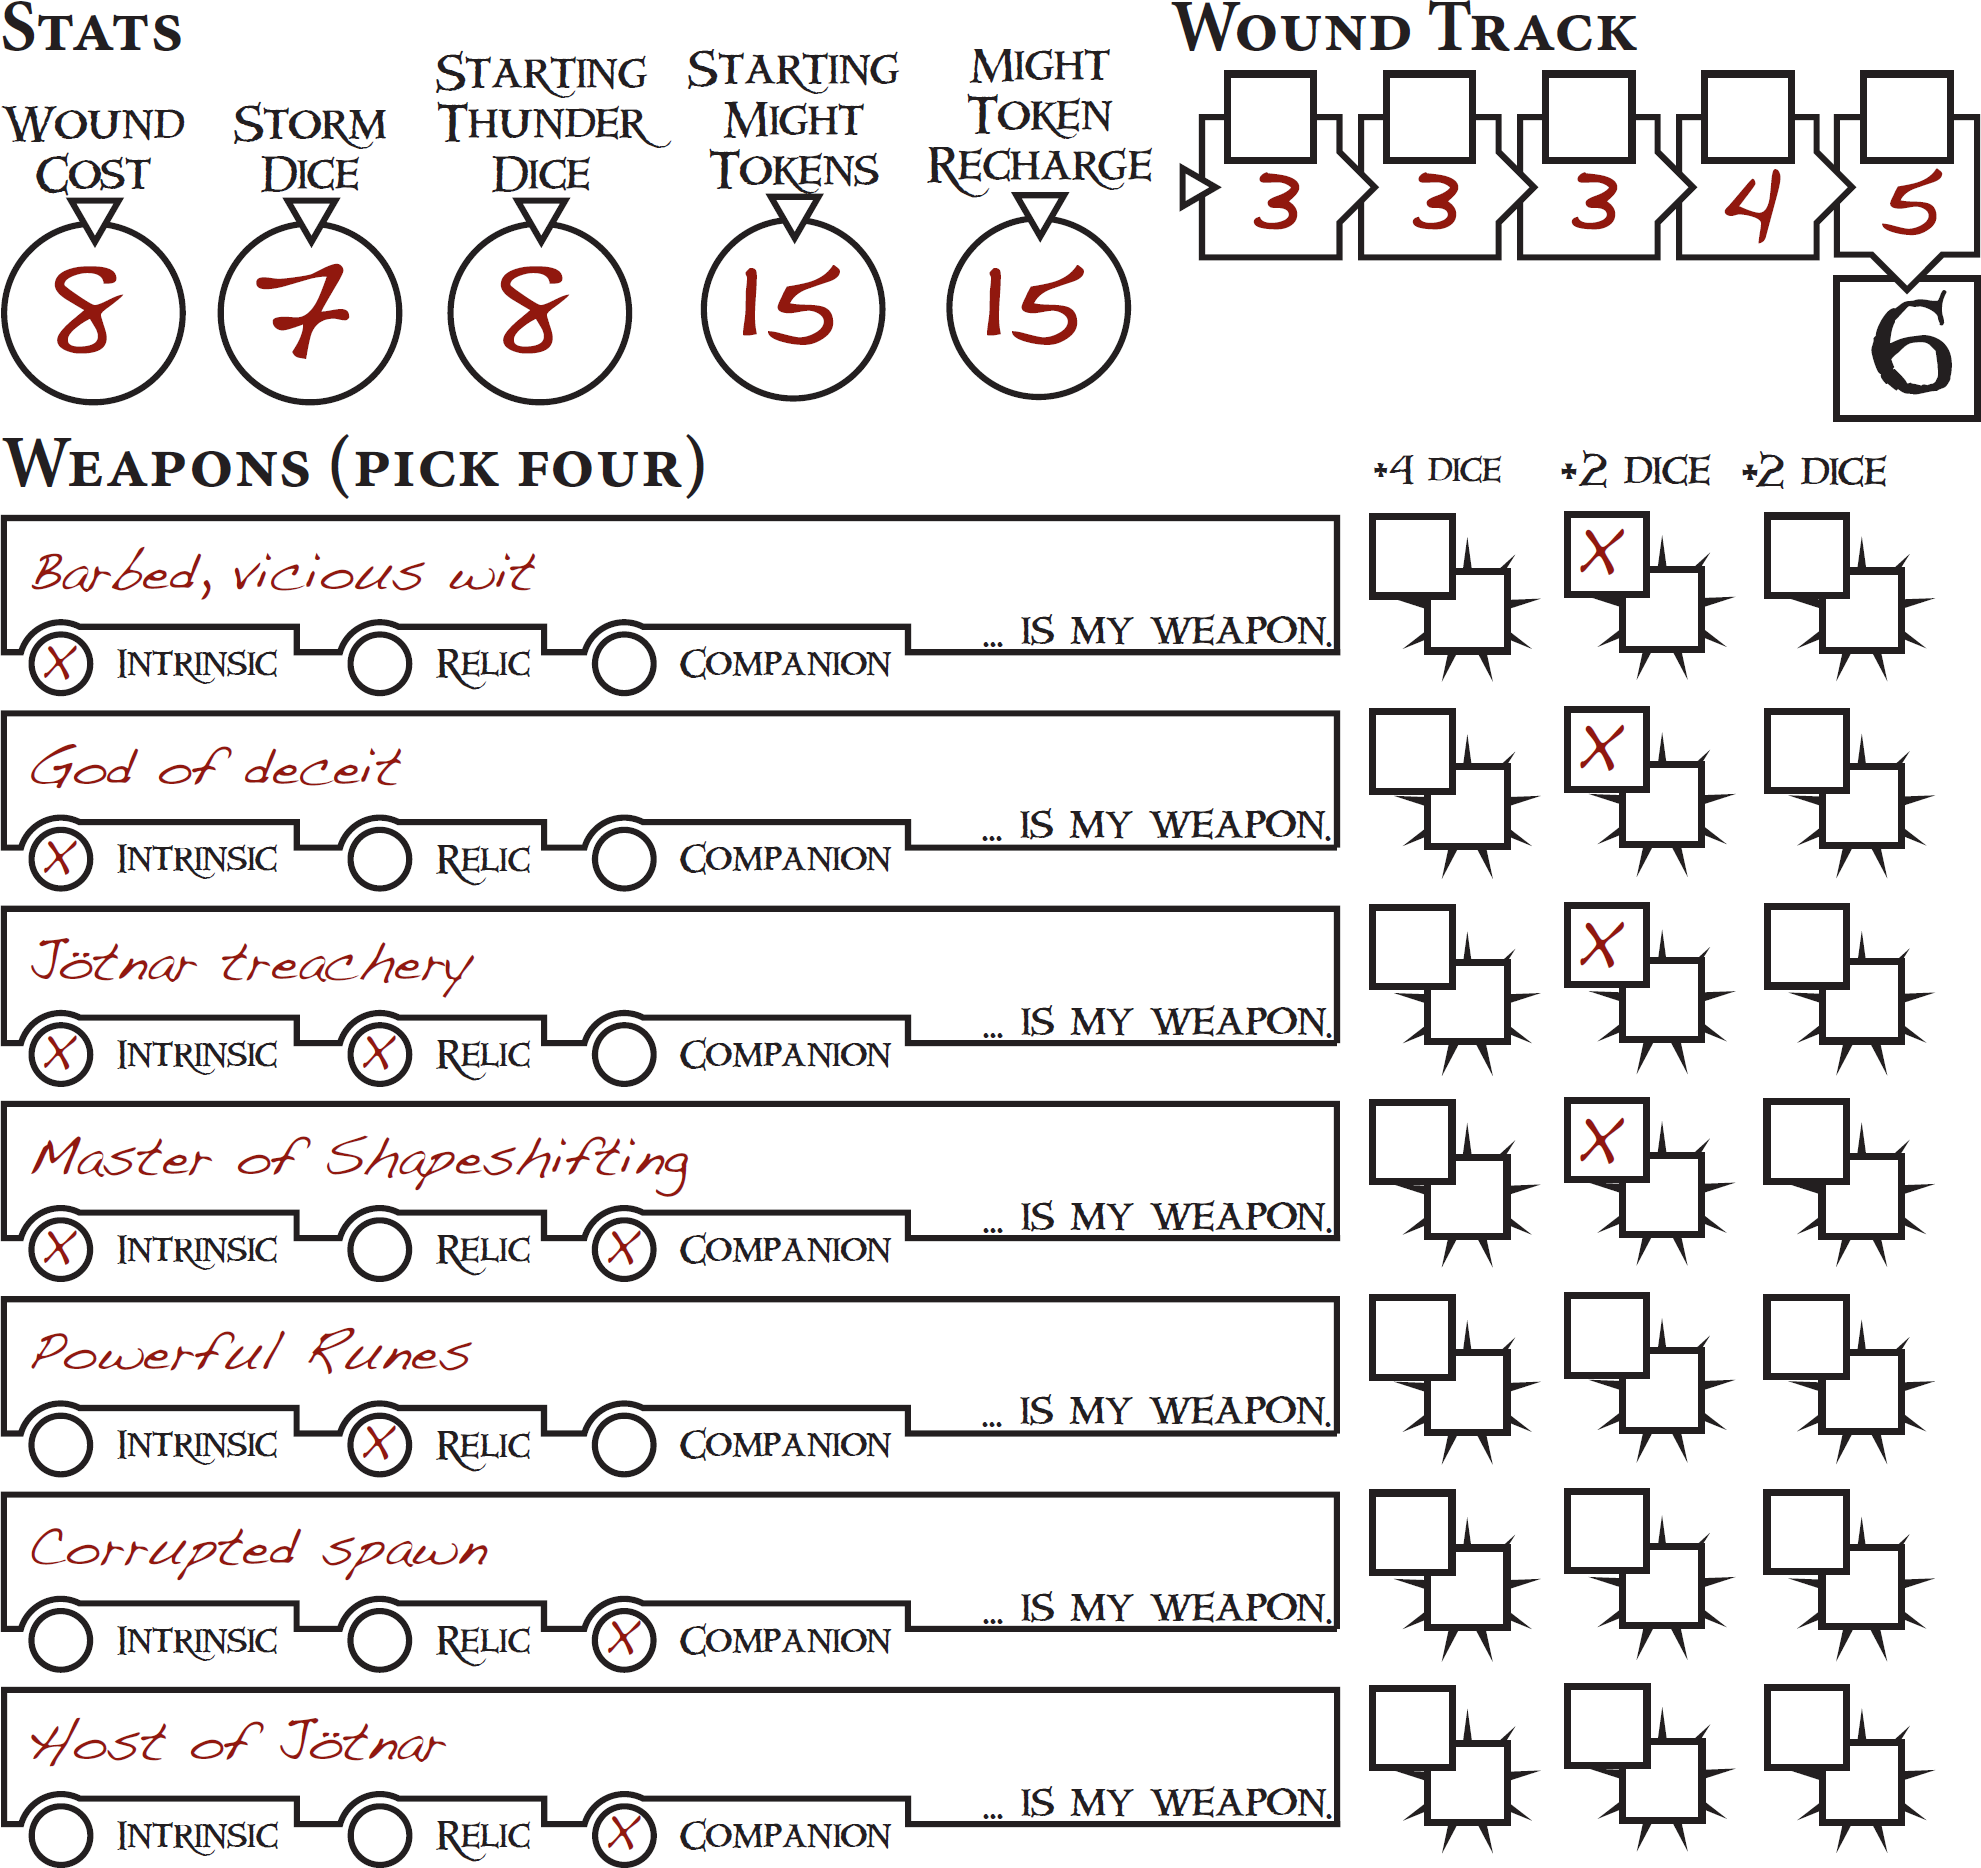 Stats
Wound Track
Wound Cost
Storm Dice
Starting Thunder Dice
Starting Might Tokens
Might Token Recharge
8 7 8 15 15
3 3 3 4 5
6
Weapons (pick four)
+4 dice +2 dice +2 dice
Barbed, vicious wit
... is my weapon.
X Intrinsic Relic Companion
X
God of deceit
... is my weapon.
X Intrinsic Relic Companion
X
Jötnar treachery
... is my weapon.
X Intrinsic X Relic Companion
X
Master of Shapeshifting
... is my weapon.
X Intrinsic Relic X Companion
X
Powerful Runes
... is my weapon.
Intrinsic X Relic Companion
Corrupted spawn
... is my weapon.
Intrinsic Relic X Companion
Host of Jötnar
... is my weapon.
Intrinsic Relic X Companion